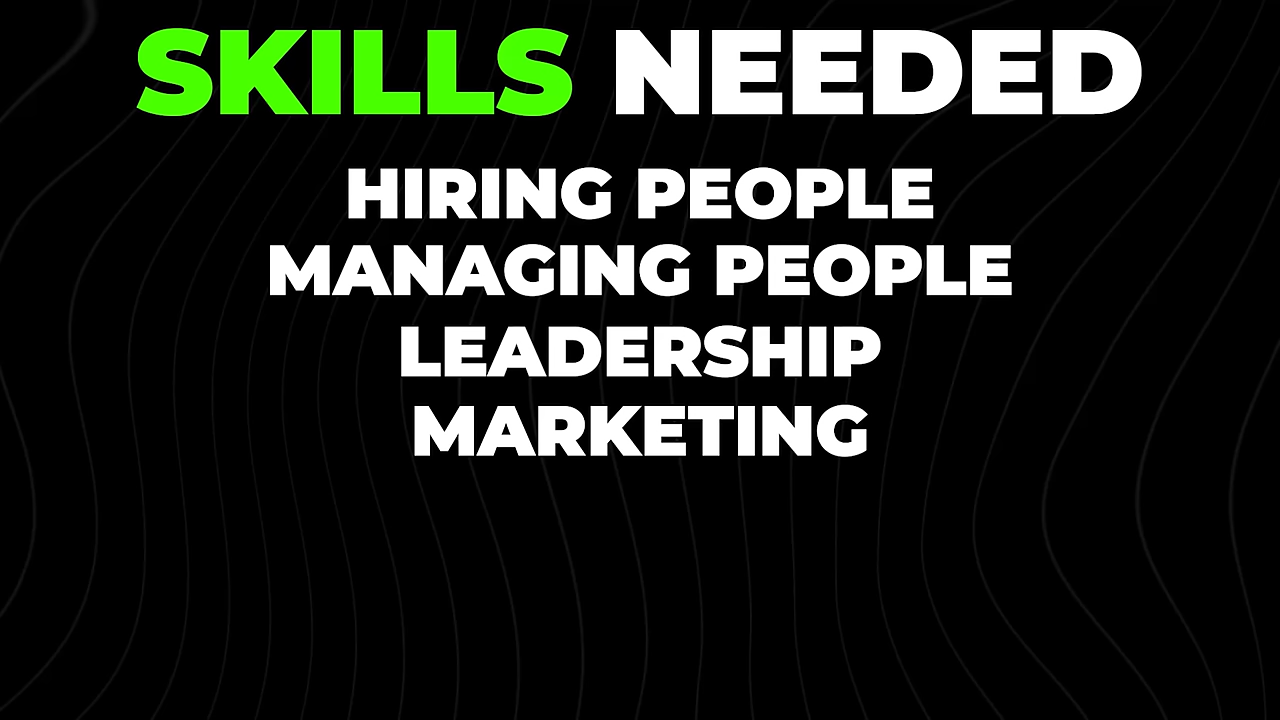 SKILLS NEEDED
HIRING PEOPLE
MANAGING PEOPLE
LEADERSHIP
MARKETING